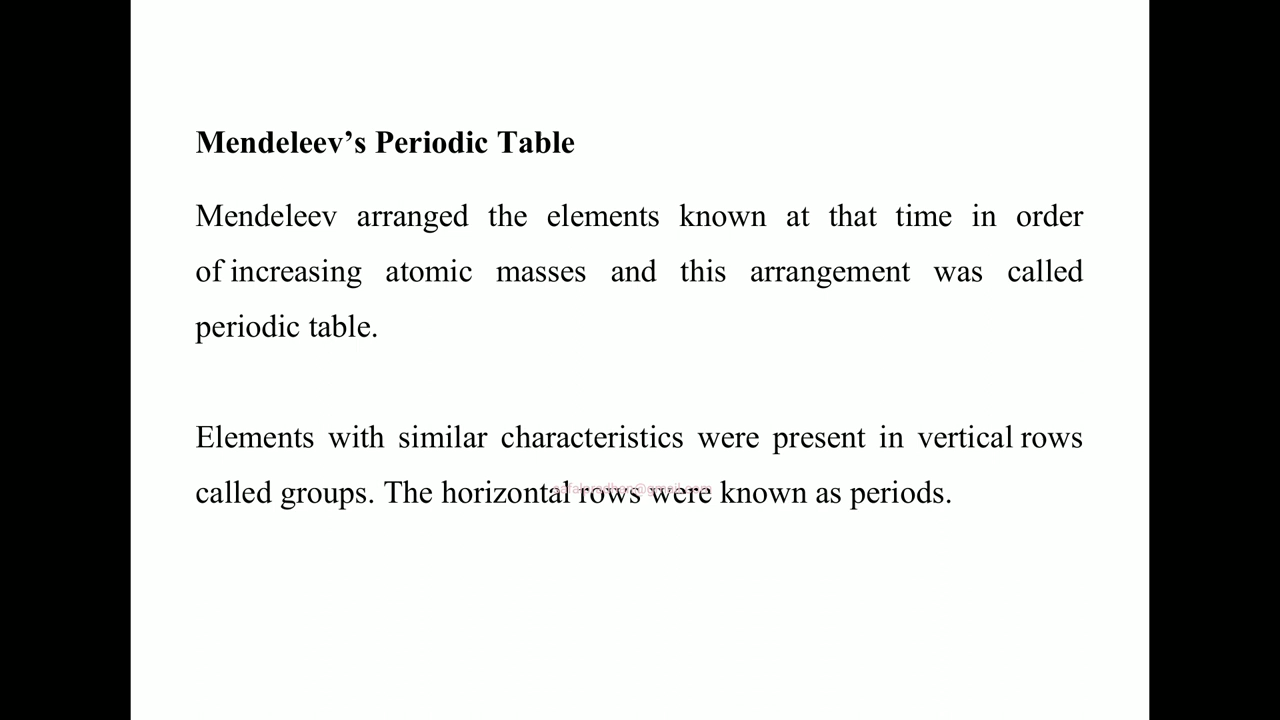 Mendeleev’s Periodic Table
Mendeleev arranged the elements known at that time in order
of increasing atomic masses and this arrangement was called
periodic table.
Elements with similar characteristics were present in vertical rows
called groups. The horizontal rows were known as periods.